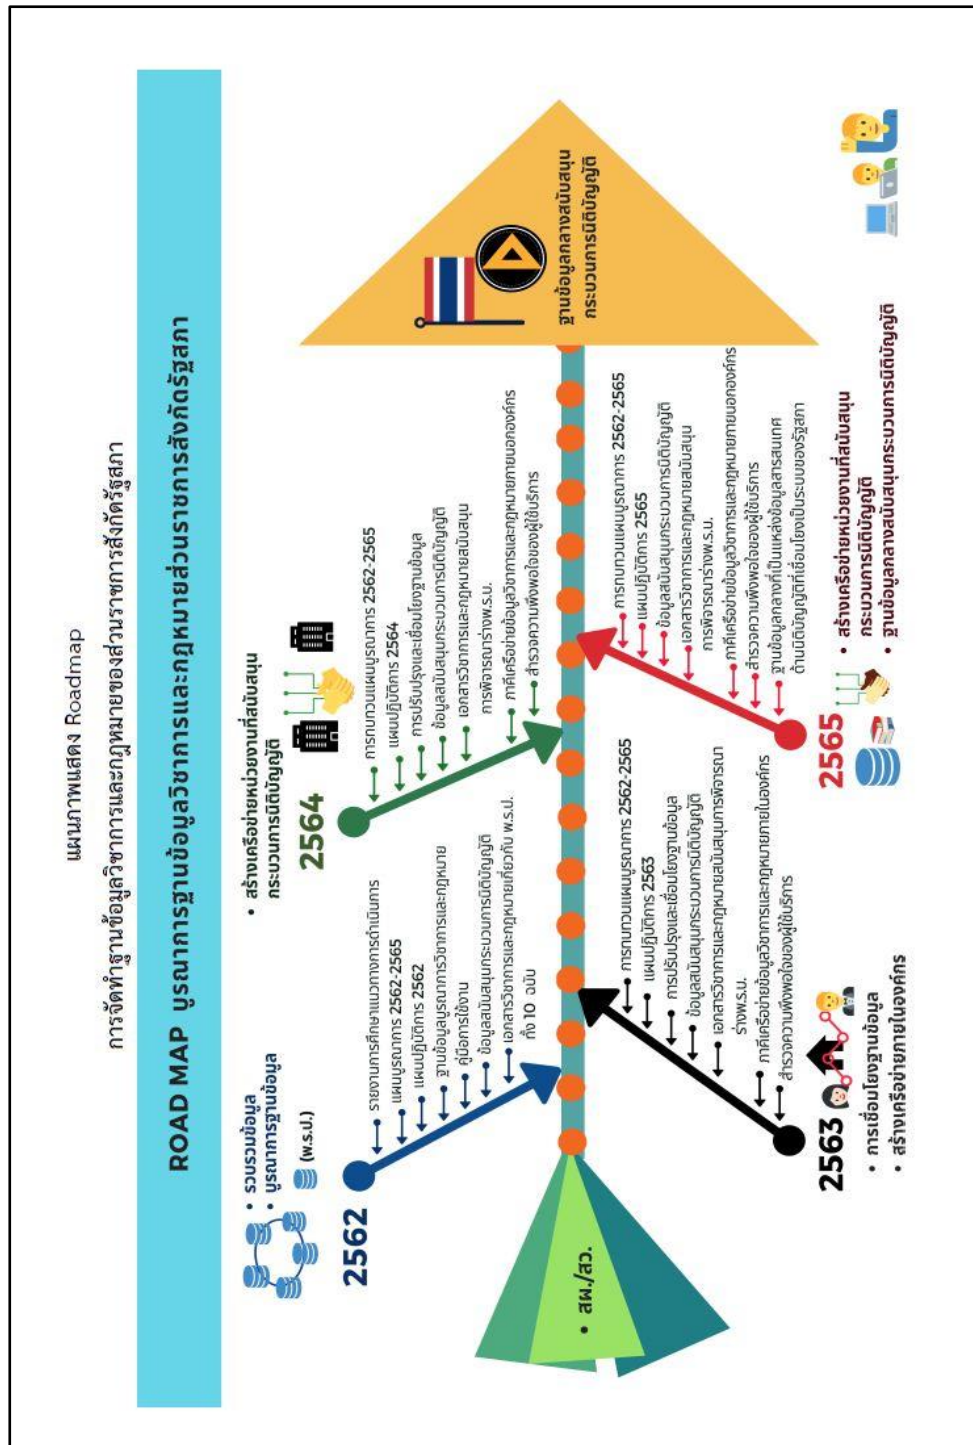 แผนภาพแสดง Roadmap
การจัดทำฐานข้อมูลวิชาการและกฎหมายของส่วนราชการสังกัดรัฐสภา
ROAD MAP บูรณาการฐานข้อมูลวิชาการและกฎหมายส่วนราชการสังกัดรัฐสภา
• รวบรวมข้อมูล
• บูรณาการฐานข้อมูล
(พ.ร.ป.)
2562
รายงานการศึกษาแนวทางการดำเนินการ
แผนบูรณาการ 2562-2565
แผนปฏิบัติการ 2562
ฐานข้อมูลบูรณาการวิชาการและกฎหมาย
คู่มือการใช้งาน
ข้อมูลสนับสนุนกระบวนการนิติบัญญัติ
เอกสารวิชาการและกฎหมายเกี่ยวกับ พ.ร.ป.
ทั้ง 10 ฉบับ
• สร้างเครือข่ายหน่วยงานที่สนับสนุน
กระบวนการนิติบัญญัติ
2564
การทบทวนแผนบูรณาการ 2562-2565
แผนปฏิบัติการ 2564
การปรับปรุงและเชื่อมโยงฐานข้อมูล
ข้อมูลสนับสนุนกระบวนการนิติบัญญัติ
เอกสารวิชาการและกฎหมายสนับสนุน
การพิจารณาร่างพ.ร.บ.
ภาคีเครือข่ายข้อมูลวิชาการและกฎหมายภายนอกองค์กร
สำรวจความพึงพอใจของผู้ใช้บริการ
• สผ./สว.
ฐานข้อมูลกลางสนับสนุน
กระบวนการนิติบัญญัติ
การทบทวนแผนบูรณาการ 2562-2565
แผนปฏิบัติการ 2563
การปรับปรุงและเชื่อมโยงฐานข้อมูล
ข้อมูลสนับสนุนกระบวนการนิติบัญญัติ
เอกสารวิชาการและกฎหมายสนับสนุนการพิจารณา
ร่างพ.ร.บ.
ภาคีเครือข่ายข้อมูลวิชาการและกฎหมายภายในองค์กร
สำรวจความพึงพอใจของผู้ใช้บริการ
2563
• การเชื่อมโยงฐานข้อมูล
• สร้างเครือข่ายภายในองค์กร
การทบทวนแผนบูรณาการ 2562-2565
แผนปฏิบัติการ 2565
ข้อมูลสนับสนุนกระบวนการนิติบัญญัติ
เอกสารวิชาการและกฎหมายสนับสนุน
การพิจารณาร่างพ.ร.บ.
ภาคีเครือข่ายข้อมูลวิชาการและกฎหมายภายนอกองค์กร
สำรวจความพึงพอใจของผู้ใช้บริการ
ฐานข้อมูลกลางที่เป็นแหล่งข้อมูลสารสนเทศ
ด้านนิติบัญญัติที่เชื่อมโยงเป็นระบบของรัฐสภา
2565
• สร้างเครือข่ายหน่วยงานที่สนับสนุน
กระบวนการนิติบัญญัติ
• ฐานข้อมูลกลางสนับสนุนกระบวนการนิติบัญญัติ